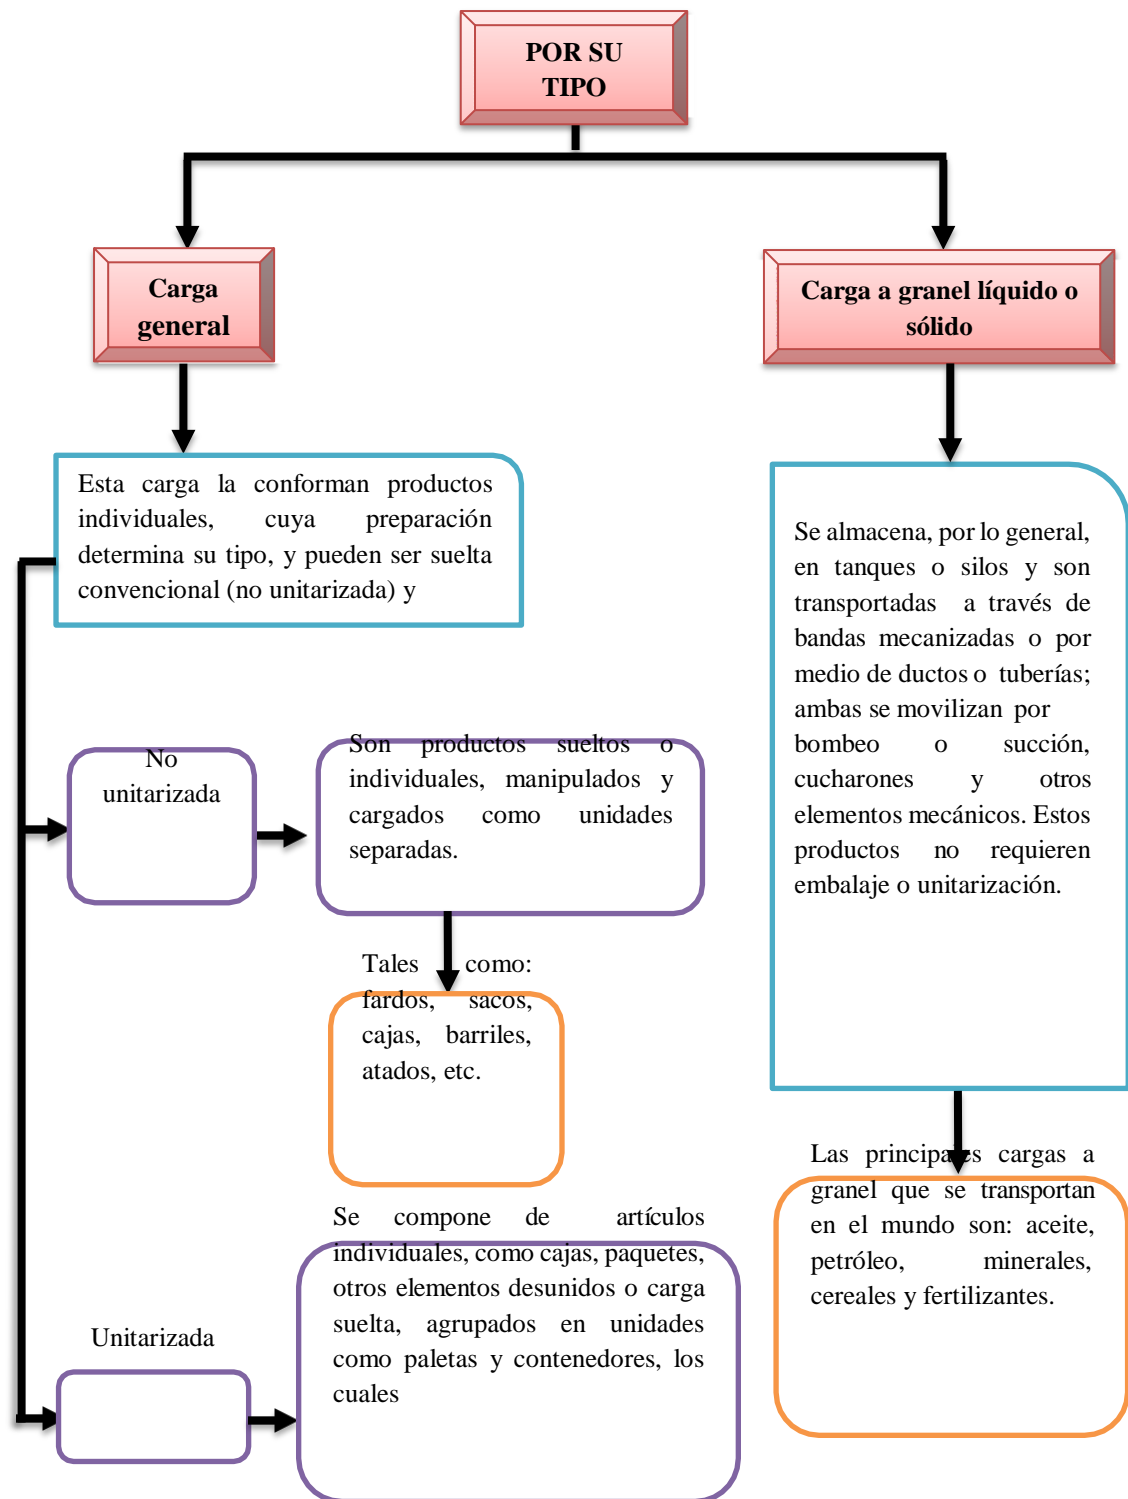 POR SU
TIPO
Carga
general
Carga a granel líquido o
sólido
Esta carga la conforman productos
individuales, cuya preparación
determina su tipo, y pueden ser suelta
convencional (no unitarizada) y
Se almacena, por lo general,
en tanques o silos y son
transportadas a través de
bandas mecanizadas o por
medio de ductos o tuberías;
ambas se movilizan por
bombeo o succión,
cucharones y otros
elementos mecánicos. Estos
productos no requieren
embalaje o unitarización.
No
unitarizada
Son productos sueltos o
individuales, manipulados y
cargados como unidades
separadas.
Tales como:
fardos, sacos,
cajas, barriles,
atados, etc.
Las principales cargas a
granel que se transportan
en el mundo son: aceite,
petróleo, minerales,
cereales y fertilizantes.
Unitarizada
Se compone de artículos
individuales, como cajas, paquetes,
otros elementos desunidos o carga
suelta, agrupados en unidades
como paletas y contenedores, los
cuales